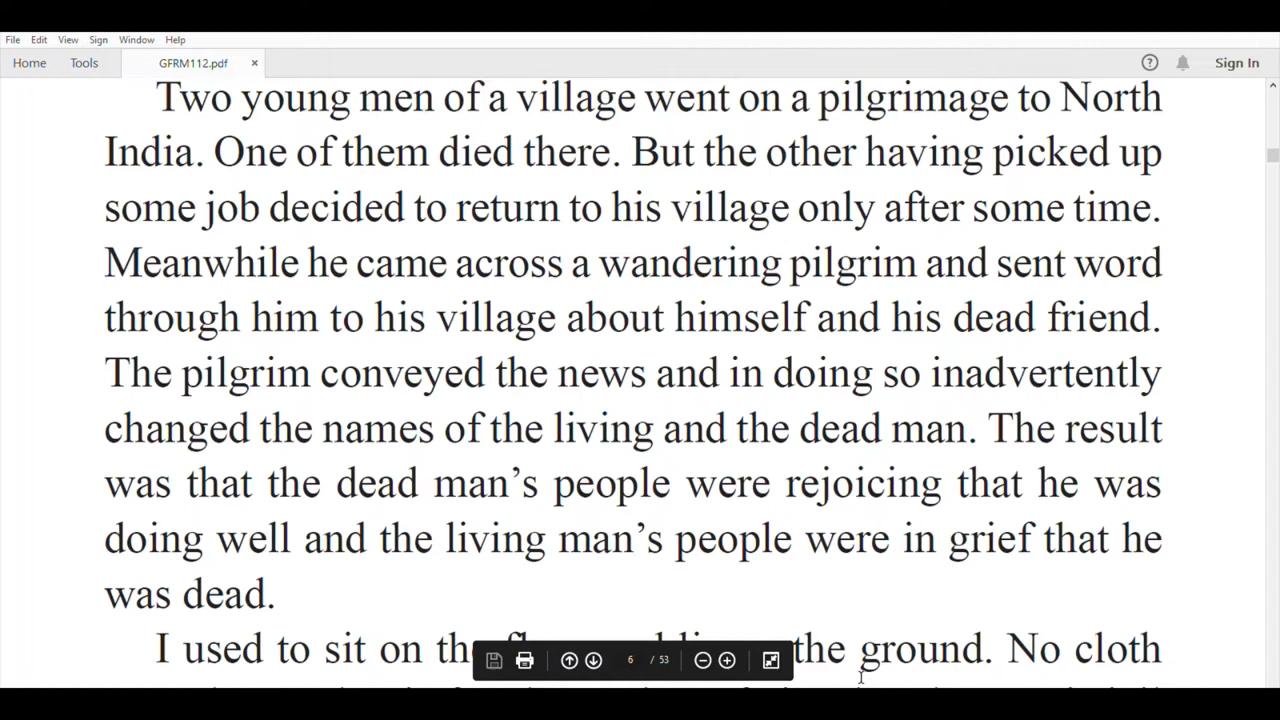 File Edit View Sign Window Help
Home Tools GFRM112.pdf × ? Sign In
Two young men of a village went on a pilgrimage to North
India. One of them died there. But the other having picked up
some job decided to return to his village only after some time.
Meanwhile he came across a wandering pilgrim and sent word
through him to his village about himself and his dead friend.
The pilgrim conveyed the news and in doing so inadvertently
changed the names of the living and the dead man. The result
was that the dead man’s people were rejoicing that he was
doing well and the living man’s people were in grief that he
was dead.
I used to sit on the ground. No cloth
6 / 53